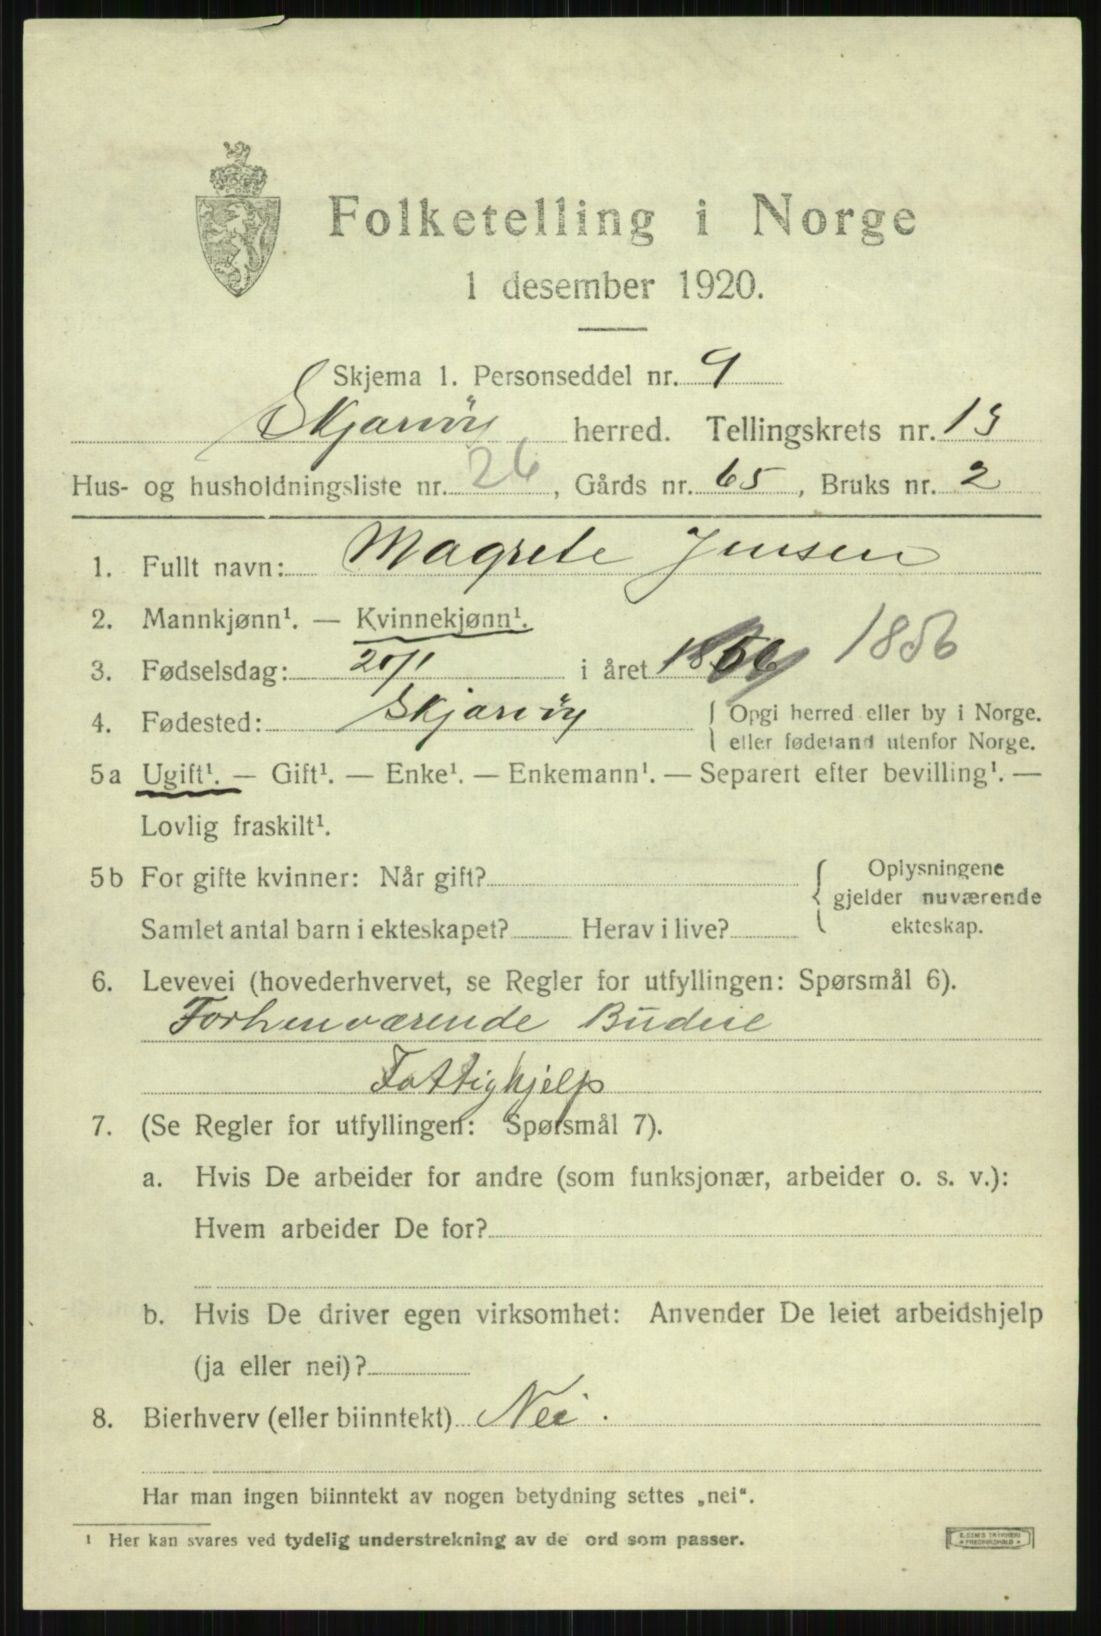 Folketelling i Norge
1 desember 1920.
Skjema 1. Personseddel nr. 9
Skjærvøy herred. Tellingskrets nr. 13
Hus- og husholdningsliste nr. 26, Gårds nr. 65, Bruks nr. 2
1. Fullt navn: Magrete Jensen
2. Mannkjønn¹. — Kvinnekjønn¹.
3. Fødselsdag: 20/1 i året 1856 1856
4. Fødested: Skjærvøy { Opgi herred eller by i Norge.
eller fødeland utenfor Norge.
5a Ugift¹. — Gift¹. — Enke¹. — Enkemann¹. — Separert efter bevilling¹. —
Lovlig fraskilt¹.
5b For gifte kvinner: Når gift? { Oplysningene
gjelder nuværende
Samlet antal barn i ekteskapet? Herav i live? ekteskap.
6. Levevei (hovederhvervet, se Regler for utfyllingen: Spørsmål 6).
Forhenværende Budeie
Fattighjelp
7. (Se Regler for utfyllingen: Spørsmål 7).
a. Hvis De arbeider for andre (som funksjonær, arbeider o. s. v.):
Hvem arbeider De for?
b. Hvis De driver egen virksomhet: Anvender De leiet arbeidshjelp
(ja eller nei)?
8. Bierhverv (eller biinntekt) Nei.
Har man ingen biinntekt av nogen betydning settes „nei“.
¹ Her kan svares ved tydelig understrekning av de ord som passer.